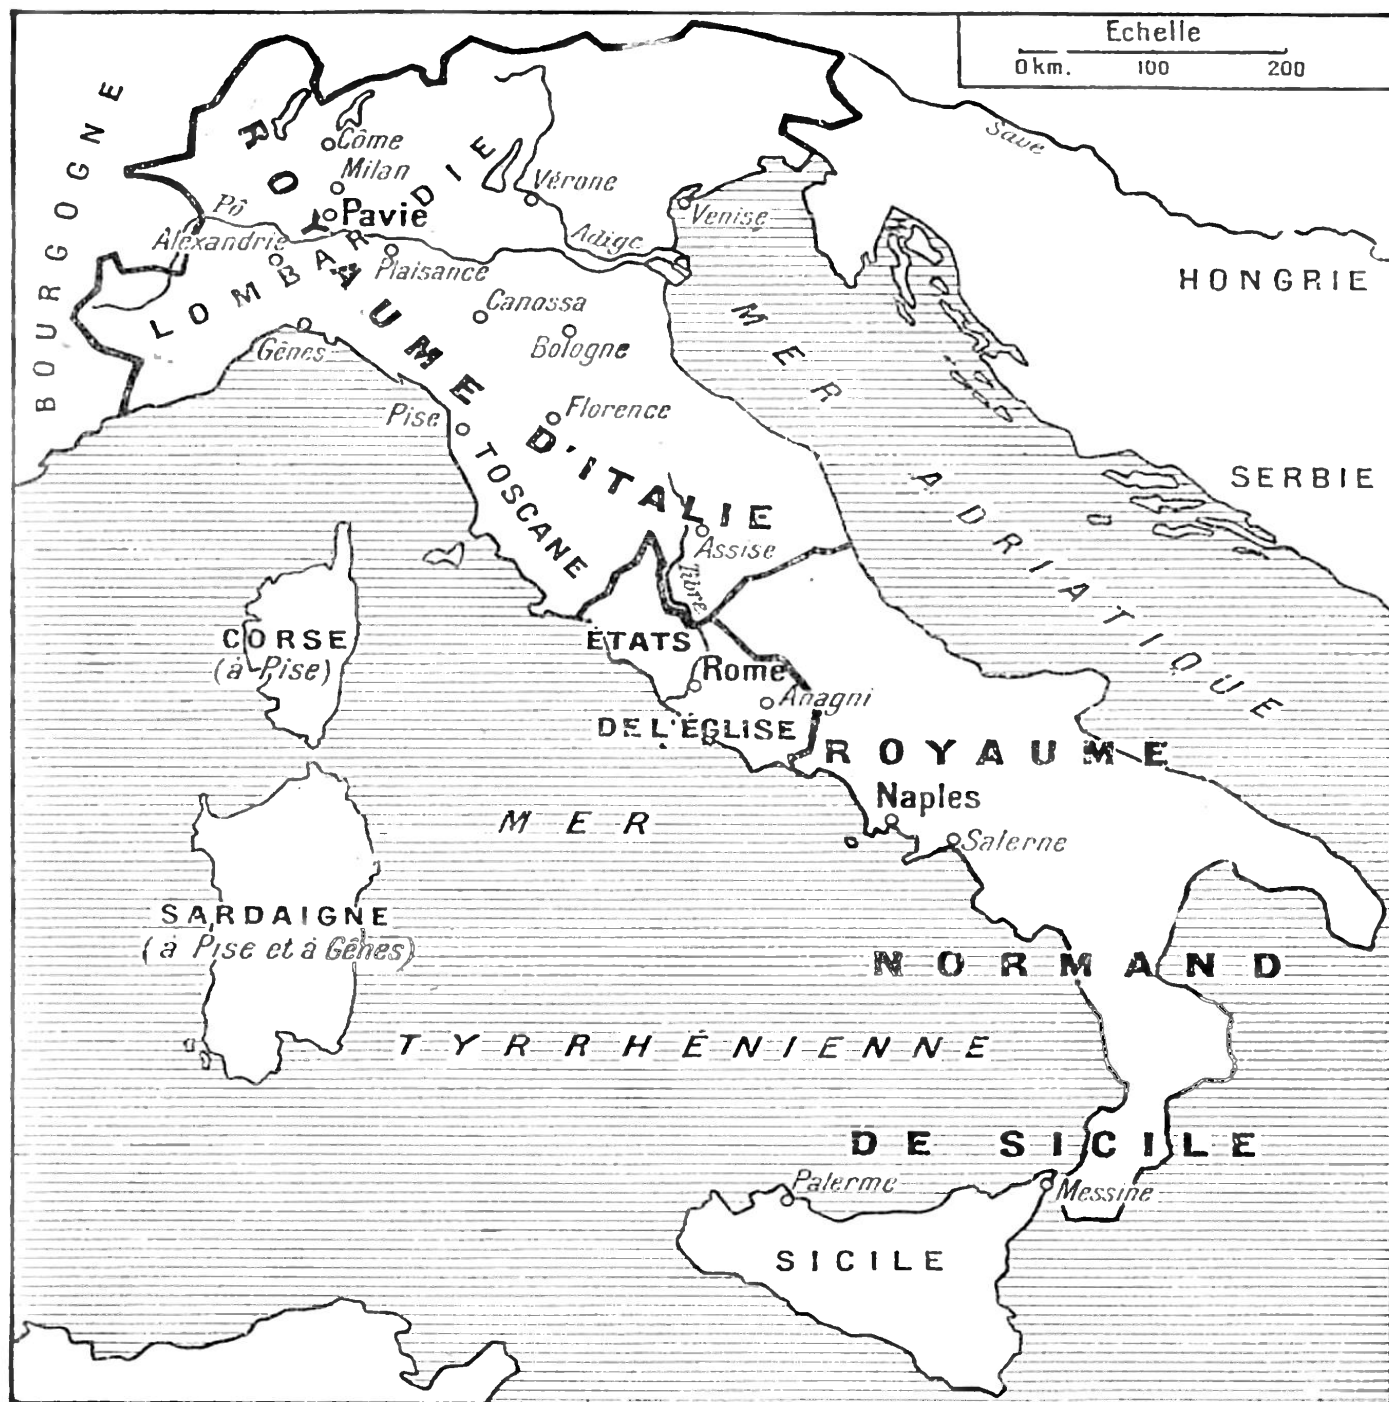 Echelle
0 km. 100 200
BOURGOGNE
Côme
Milan
Pavie
Pô
Alexandrie
Plaisance
Vérone
Venise
Adige
Save
HONGRIE
LOMBARDIE
ROYAUME D'ITALIE
Canossa
Bologne
Gênes
Pise
Florence
TOSCANE
MER ADRIATIQUE
SERBIE
Assise
Tibre
CORSE
(à Pise)
ÉTATS
DE L'ÉGLISE
Rome
Anagni
ROYAUME
NORMAND
DE SICILE
Naples
Salerne
SARDAIGNE
(à Pise et à Gênes)
MER
TYRRHÉNIENNE
Palerme
Messine
SICILE